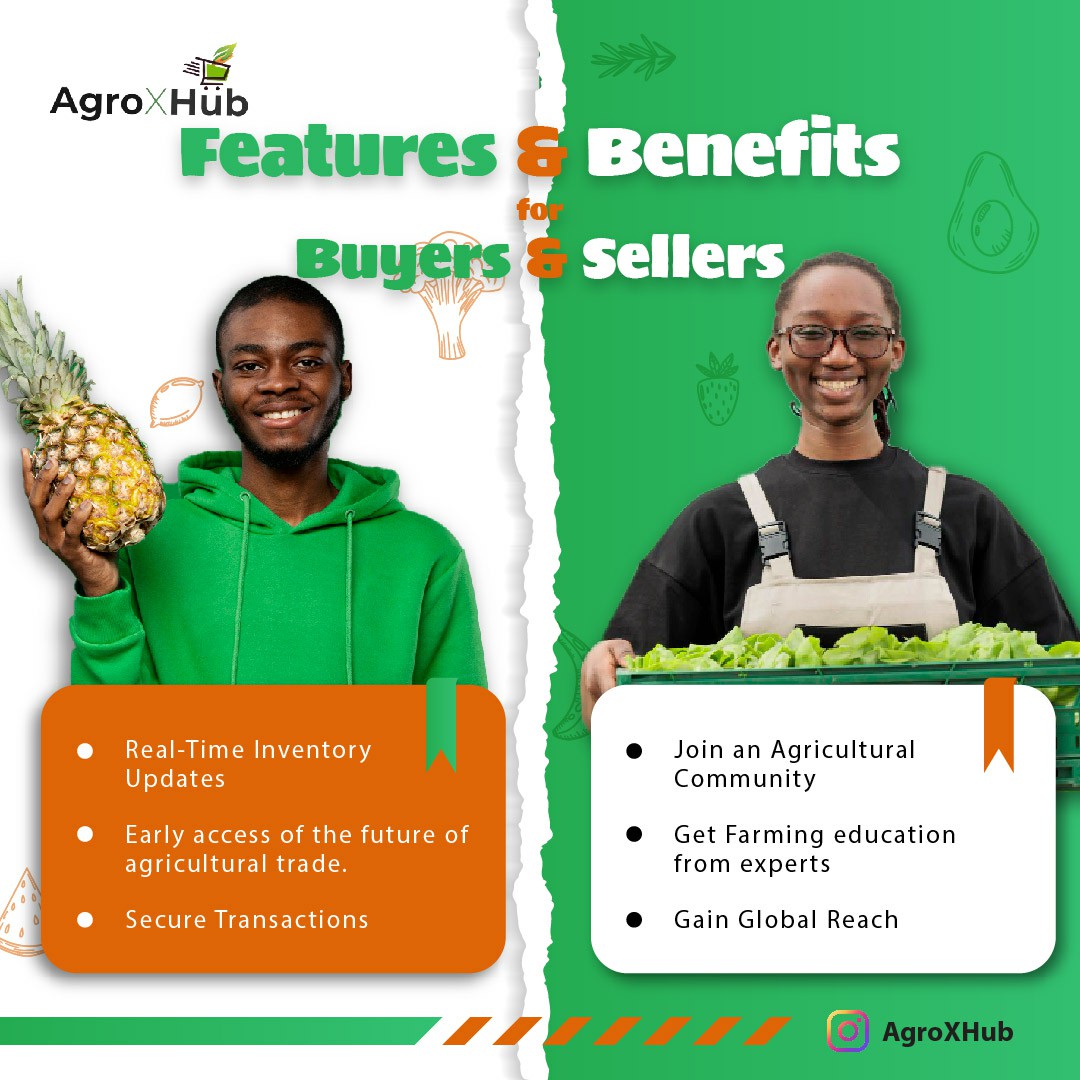 AgroXHub
Features & Benefits
for
Buyers & Sellers
Real-Time Inventory
Updates
Early access of the future of
agricultural trade.
Secure Transactions
Join an Agricultural
Community
Get Farming education
from experts
Gain Global Reach
AgroXHub